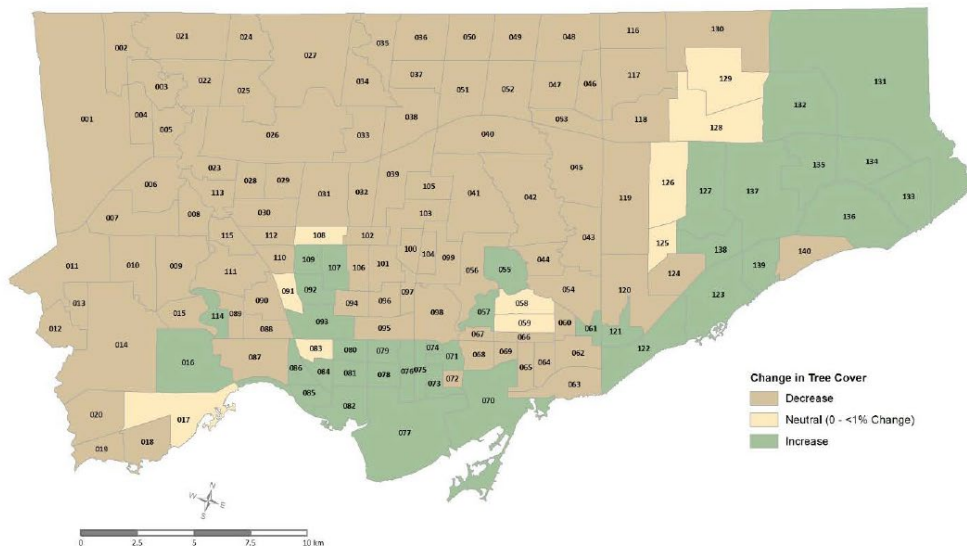 021 024 035 036 050 049 048 116 130
002 027
003 022 025 034 037 051 052 047 046 117 129 131
001 004 005 026 033 038 053 118 128 132
040
023 028 029 031 032 039 105 041 045 126 127 137 135 134
006 113 042 119 133
007 008 030 103 136
115 112 108 102 043 125 138 140
011 010 009 111 110 109 107 106 101 100 104 099 056 055 044 124 139
013 091 092 097 054 120
012 014 015 114 090 089 094 096 098 057 058 123
088 093 095 059 060 061 121
016 087 083 080 079 074 067 066 122
086 084 081 078 076 075 071 068 069 064 062
085 073 072 065 063
020 017 082 070
018 077
019
Change in Tree Cover
Decrease
Neutral (0 - <1% Change)
Increase
N
W E
S
0 2.5 5 7.5 10 km